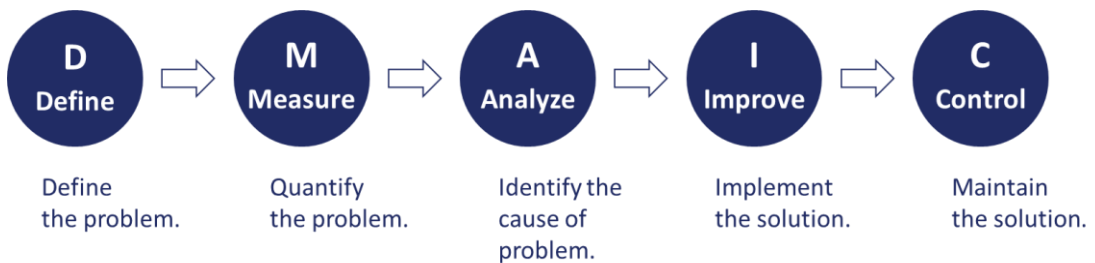 D
Define
M
Measure
A
Analyze
I
Improve
C
Control
Define
the problem.
Quantify
the problem.
Identify the
cause of
problem.
Implement
the solution.
Maintain
the solution.